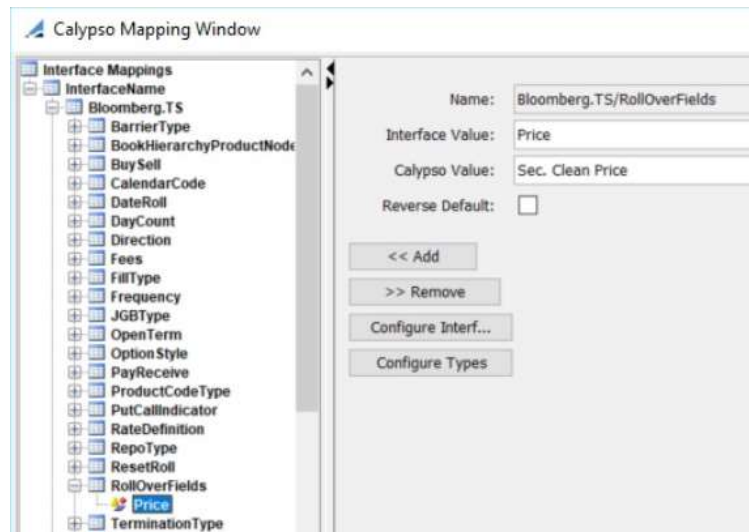 Calypso Mapping Window
Interface Mappings
InterfaceName
Bloomberg.TS
BarrierType
BookHierarchyProductNode
BuySell
CalendarCode
DateRoll
DayCount
Direction
Fees
FillType
Frequency
JGBType
OpenTerm
OptionStyle
PayReceive
ProductCodeType
PutCallIndicator
RateDefinition
RepoType
ResetRoll
RollOverFields
Price
TerminationType
Name: Bloomberg.TS/RollOverFields
Interface Value: Price
Calypso Value: Sec. Clean Price
Reverse Default:
<< Add
>> Remove
Configure Interf...
Configure Types